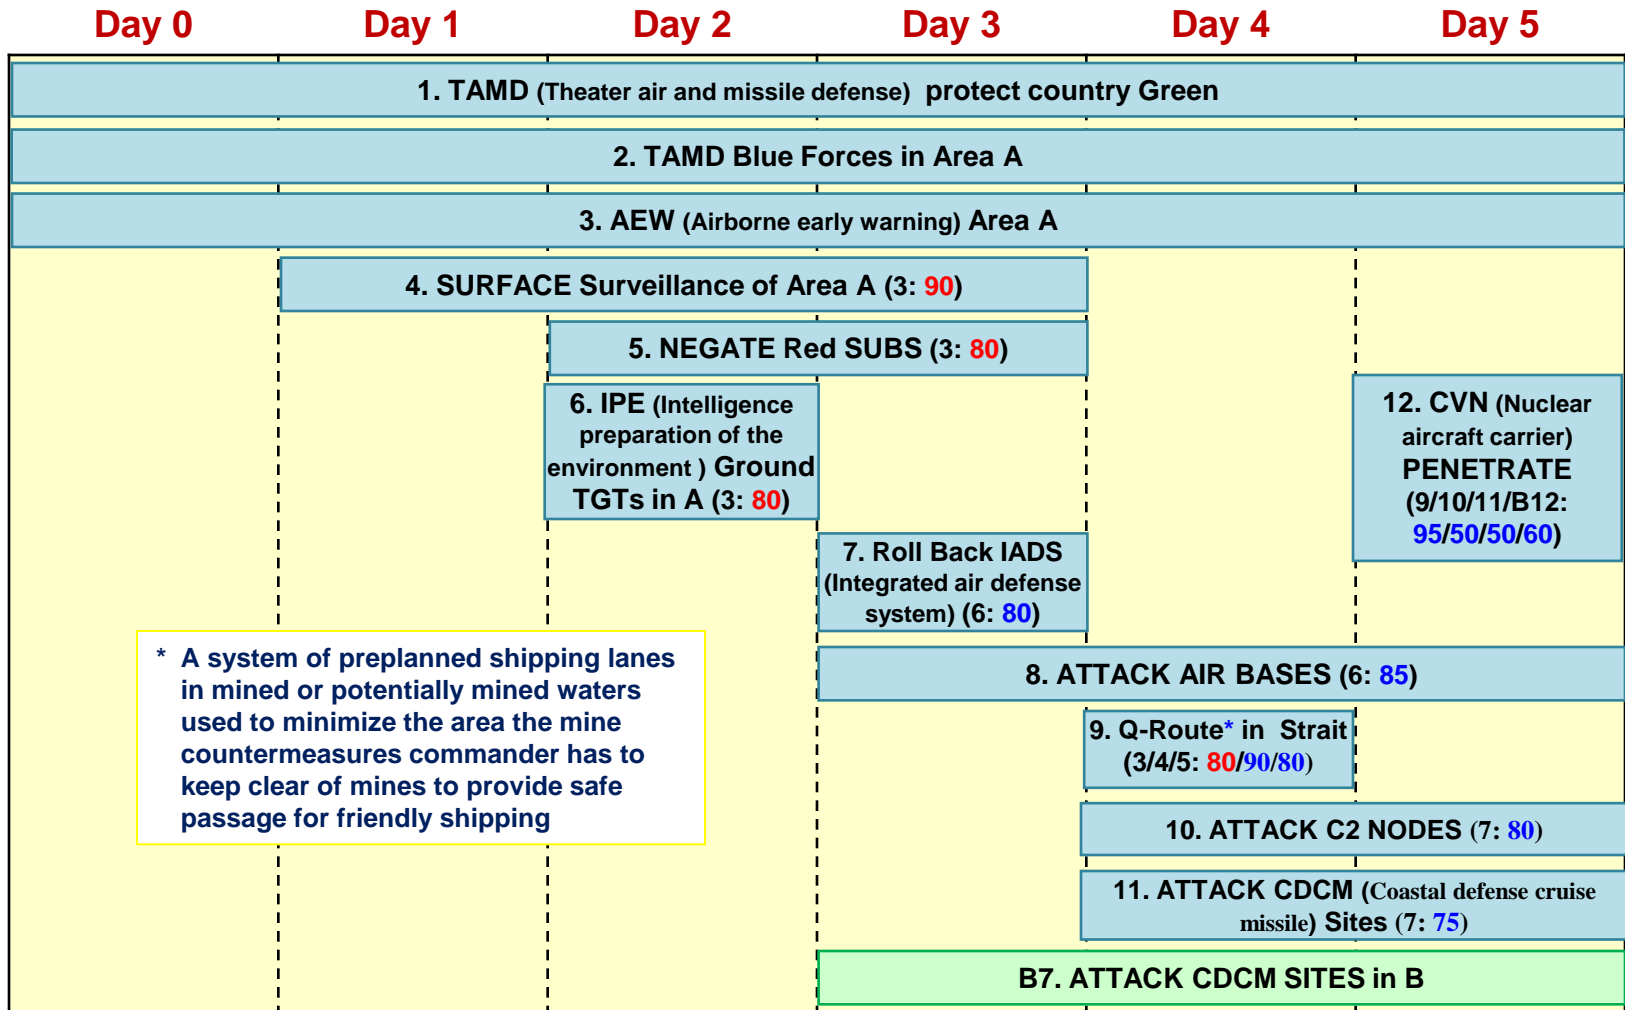 Day 0 Day 1 Day 2 Day 3 Day 4 Day 5
1. TAMD (Theater air and missile defense) protect country Green
2. TAMD Blue Forces in Area A
3. AEW (Airborne early warning) Area A
4. SURFACE Surveillance of Area A (3: 90)
5. NEGATE Red SUBS (3: 80)
6. IPE (Intelligence
preparation of the
environment ) Ground
TGTs in A (3: 80)
12. CVN (Nuclear
aircraft carrier)
PENETRATE
(9/10/11/B12:
95/50/50/60)
7. Roll Back IADS
(Integrated air defense
system) (6: 80)
* A system of preplanned shipping lanes
in mined or potentially mined waters
used to minimize the area the mine
countermeasures commander has to
keep clear of mines to provide safe
passage for friendly shipping
8. ATTACK AIR BASES (6: 85)
9. Q-Route* in Strait
(3/4/5: 80/90/80)
10. ATTACK C2 NODES (7: 80)
11. ATTACK CDCM (Coastal defense cruise
missile) Sites (7: 75)
B7. ATTACK CDCM SITES in B